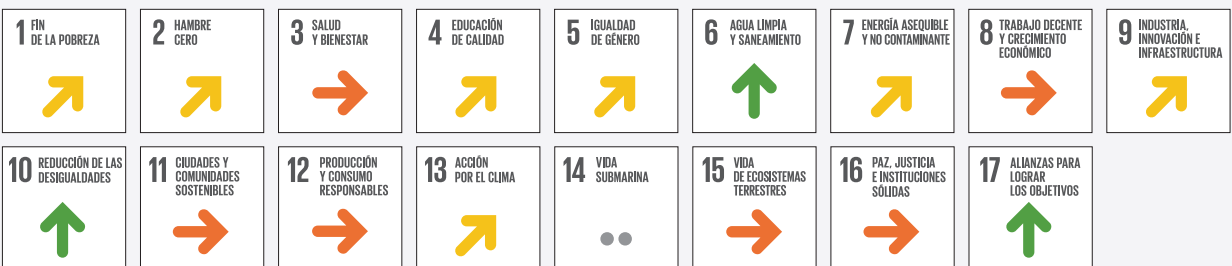 1 FIN
DE LA POBREZA
2 HAMBRE
CERO
3 SALUD
Y BIENESTAR
4 EDUCACIÓN
DE CALIDAD
5 IGUALDAD
DE GÉNERO
6 AGUA LIMPIA
Y SANEAMIENTO
7 ENERGÍA ASEQUIBLE
Y NO CONTAMINANTE
8 TRABAJO DECENTE
Y CRECIMIENTO
ECONÓMICO
9 INDUSTRIA,
INNOVACIÓN E
INFRAESTRUCTURA
10 REDUCCIÓN DE LAS
DESIGUALDADES
11 CIUDADES Y
COMUNIDADES
SOSTENIBLES
12 PRODUCCIÓN
Y CONSUMO
RESPONSABLES
13 ACCIÓN
POR EL CLIMA
14 VIDA
SUBMARINA
15 VIDA
DE ECOSISTEMAS
TERRESTRES
16 PAZ, JUSTICIA
E INSTITUCIONES
SÓLIDAS
17 ALIANZAS PARA
LOGRAR
LOS OBJETIVOS